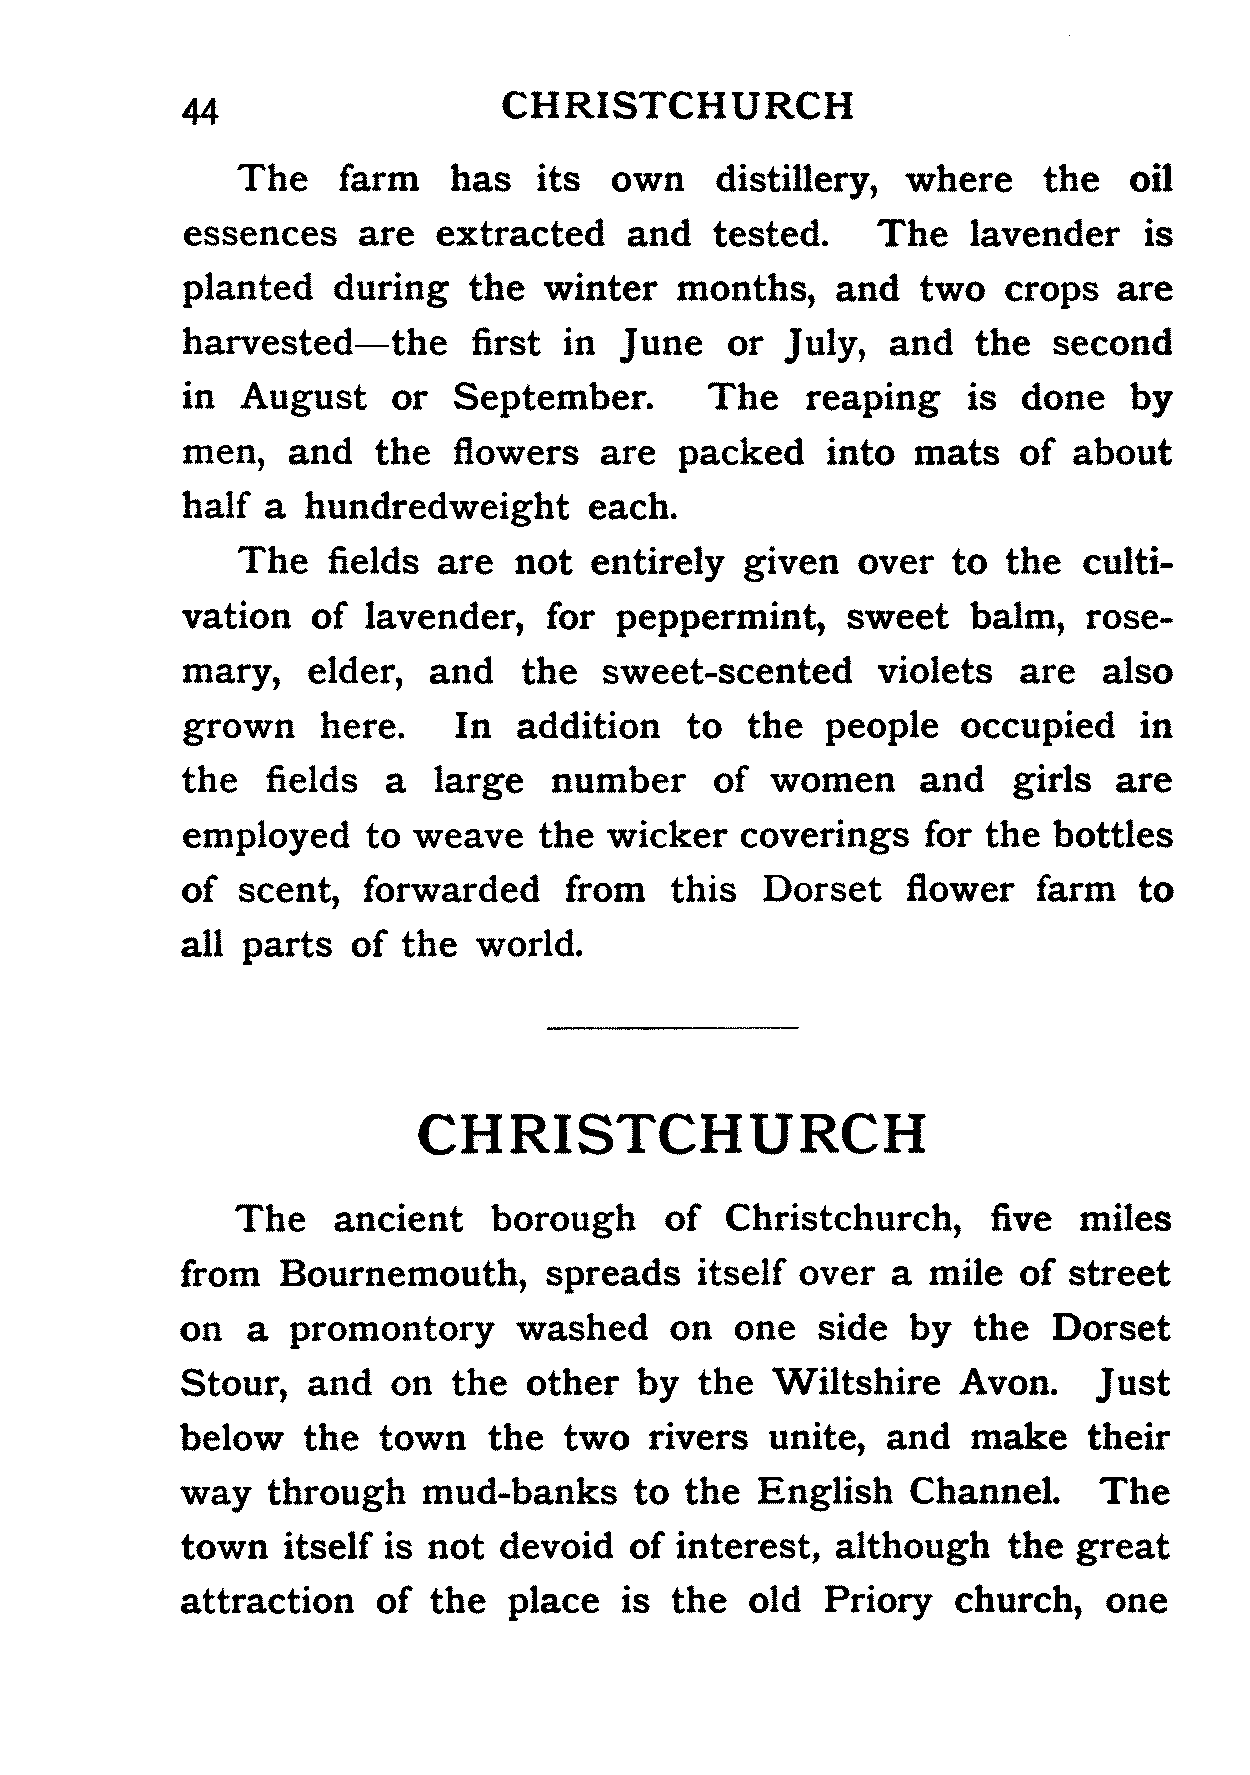 44 CHRISTCHURCH
The farm has its own distillery, where the oil
essences are extracted and tested. The lavender is
planted during the winter months, and two crops are
harvested—the first in June or July, and the second
in August or September. The reaping is done by
men, and the flowers are packed into mats of about
half a hundredweight each.
The fields are not entirely given over to the culti-
vation of lavender, for peppermint, sweet balm, rose-
mary, elder, and the sweet-scented violets are also
grown here. In addition to the people occupied in
the fields a large number of women and girls are
employed to weave the wicker coverings for the bottles
of scent, forwarded from this Dorset flower farm to
all parts of the world.
CHRISTCHURCH
The ancient borough of Christchurch, five miles
from Bournemouth, spreads itself over a mile of street
on a promontory washed on one side by the Dorset
Stour, and on the other by the Wiltshire Avon. Just
below the town the two rivers unite, and make their
way through mud-banks to the English Channel. The
town itself is not devoid of interest, although the great
attraction of the place is the old Priory church, one